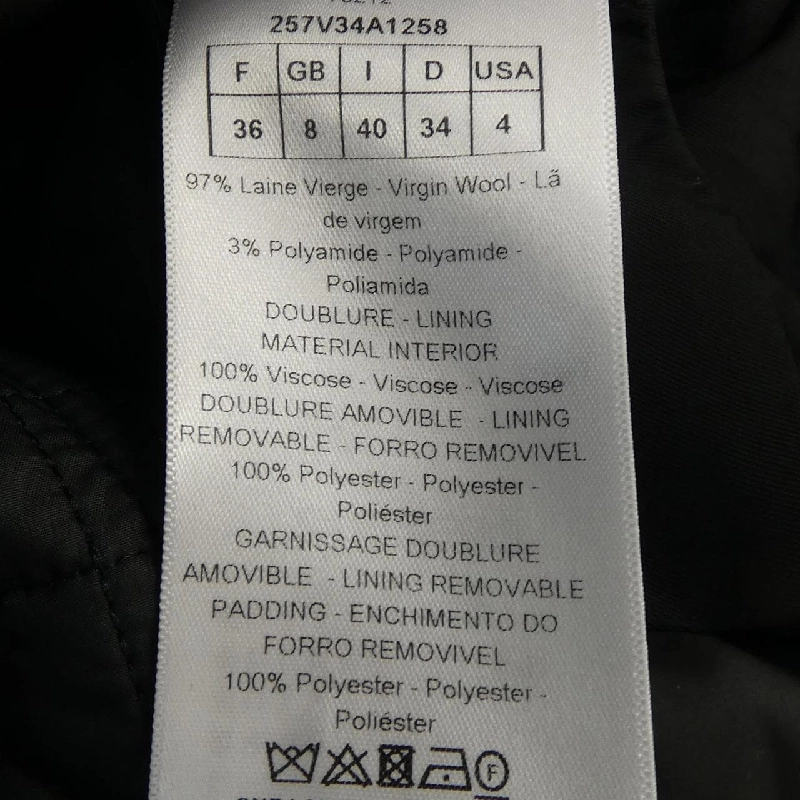 257V34A1258
F GB I D USA
36 8 40 34 4
97% Laine Vierge - Virgin Wool - Lã
de virgem
3% Polyamide - Polyamide -
Poliamida
DOUBLURE - LINING
MATERIAL INTERIOR
100% Viscose - Viscose - Viscose
DOUBLURE AMOVIBLE - LINING
REMOVABLE - FORRO REMOVIVEL
100% Polyester - Polyester -
Poliéster
GARNISSAGE DOUBLURE
AMOVIBLE - LINING REMOVABLE
PADDING - ENCHIMENTO DO
FORRO REMOVIVEL
100% Polyester - Polyester -
Poliéster
F